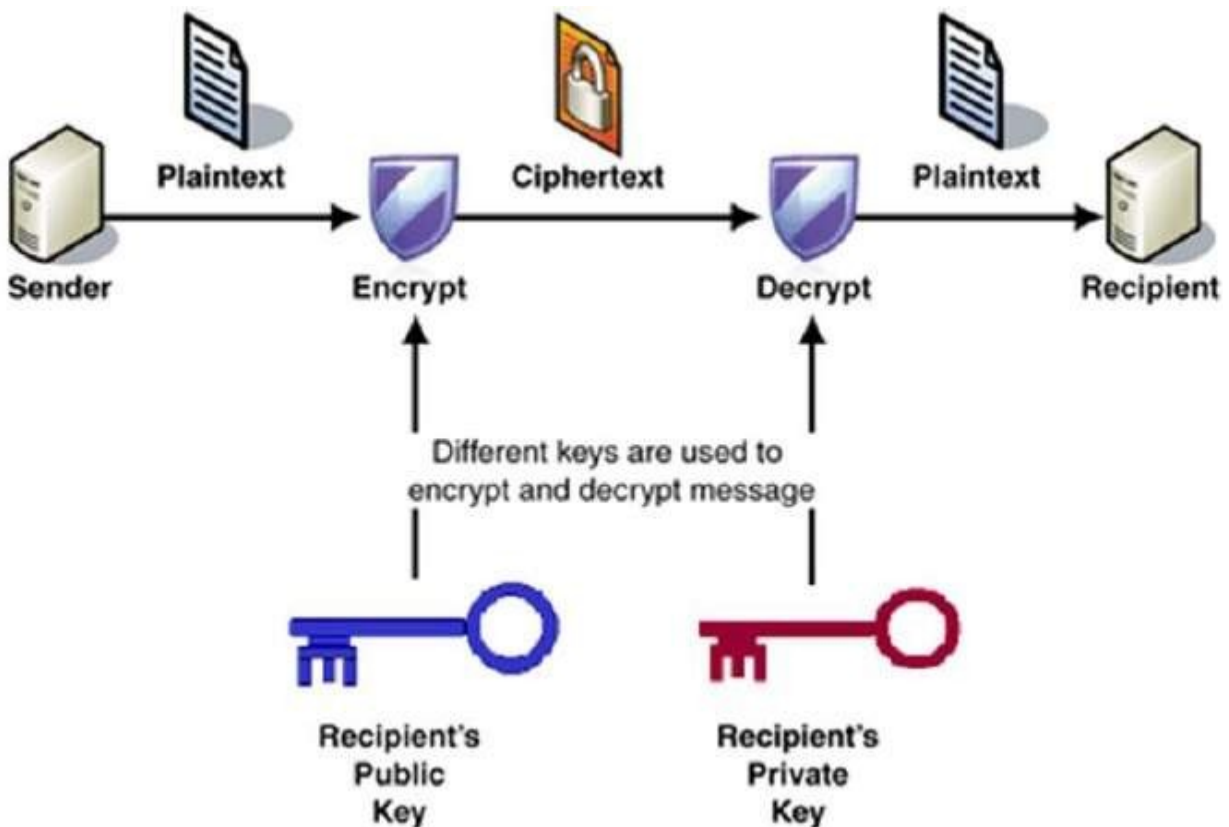 Plaintext
Ciphertext
Plaintext
Sender
Encrypt
Decrypt
Recipient
Different keys are used to
encrypt and decrypt message
Recipient's
Public
Key
Recipient's
Private
Key